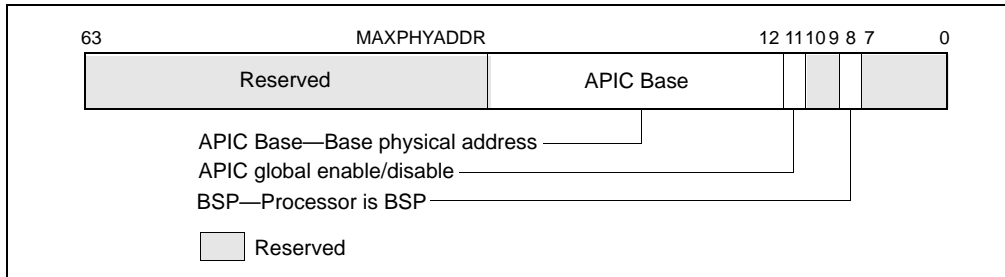 63 MAXPHYADDR 12 11 10 9 8 7 0
Reserved APIC Base
APIC Base—Base physical address
APIC global enable/disable
BSP—Processor is BSP
Reserved